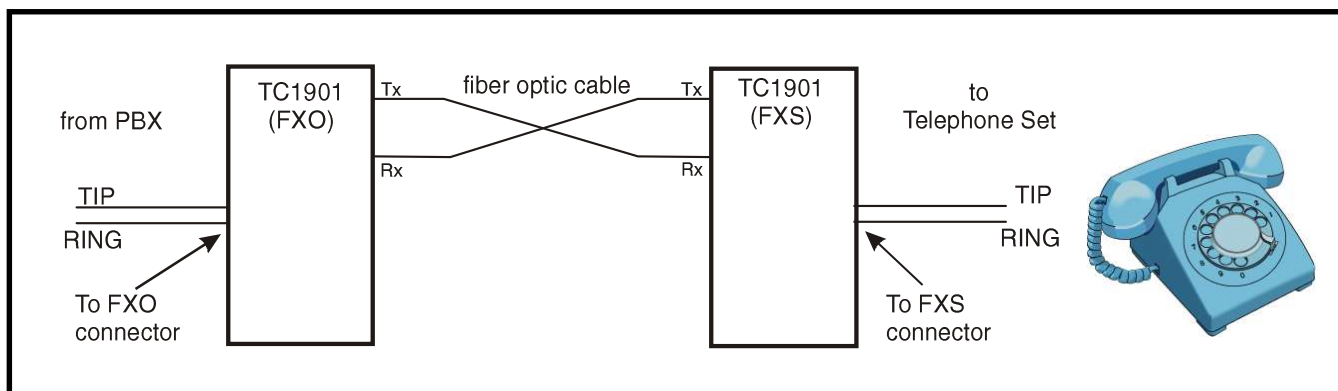 from PBX
TIP
RING
To FXO
connector
TC1901
(FXO)
Tx
Rx
fiber optic cable
Tx
Rx
TC1901
(FXS)
to
Telephone Set
TIP
RING
To FXS
connector